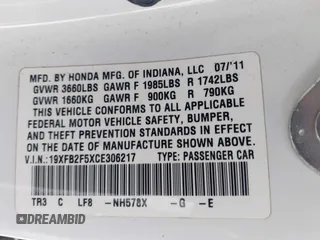 MFD. BY HONDA MFG. OF INDIANA, LLC 07/'11
GVWR 3660LBS GAWR F 1985LBS R 1742LBS
GVWR 1660KG GAWR F 900KG R 790KG
THIS VEHICLE CONFORMS TO ALL APPLICABLE
FEDERAL MOTOR VEHICLE SAFETY, BUMPER,
AND THEFT PREVENTION STANDARDS IN EFFECT
ON THE DATE OF MANUFACTURE SHOWN ABOVE.
V.I.N:19XFB2F5XCE306217 TYPE: PASSENGER CAR
TR3 C LF8 -NH578X -G -E
DEALERSHIP.COM